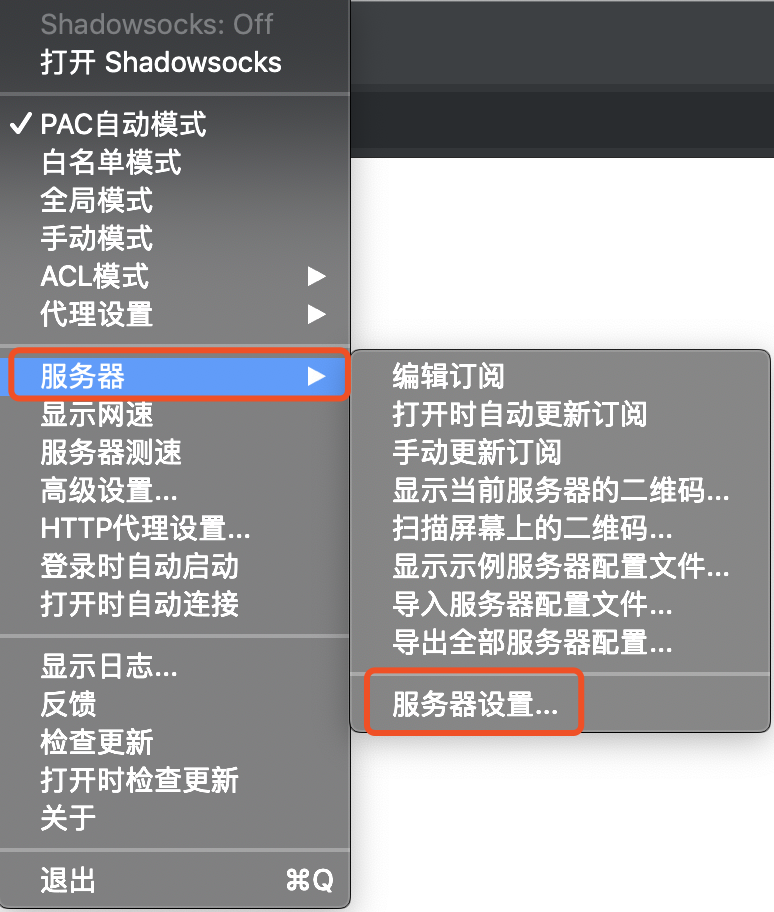 Shadowsocks: Off
打开 Shadowsocks
✓ PAC自动模式
白名单模式
全局模式
手动模式
ACL模式 ▶
代理设置 ▶
服务器 ▶
显示网速
服务器测速
高级设置...
HTTP代理设置...
登录时自动启动
打开时自动连接
显示日志...
反馈
检查更新
打开时检查更新
关于
退出 ⌘Q
编辑订阅
打开时自动更新订阅
手动更新订阅
显示当前服务器的二维码...
扫描屏幕上的二维码...
显示示例服务器配置文件...
导入服务器配置文件...
导出全部服务器配置...
服务器设置...